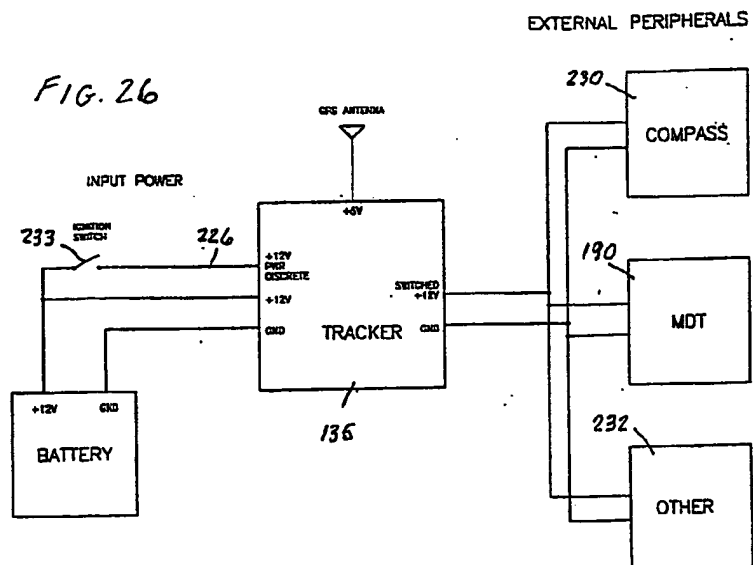 EXTERNAL PERIPHERALS
FIG. 26
230
COMPASS
GPS ANTENNA
INPUT POWER
+5V
IGNITION
SWITCH
233
226
+12V
PWR
DISCRETE
190
+12V
SWITCHED
+12V
MDT
GND
TRACKER
GND
135
+12V
GND
BATTERY
232
OTHER